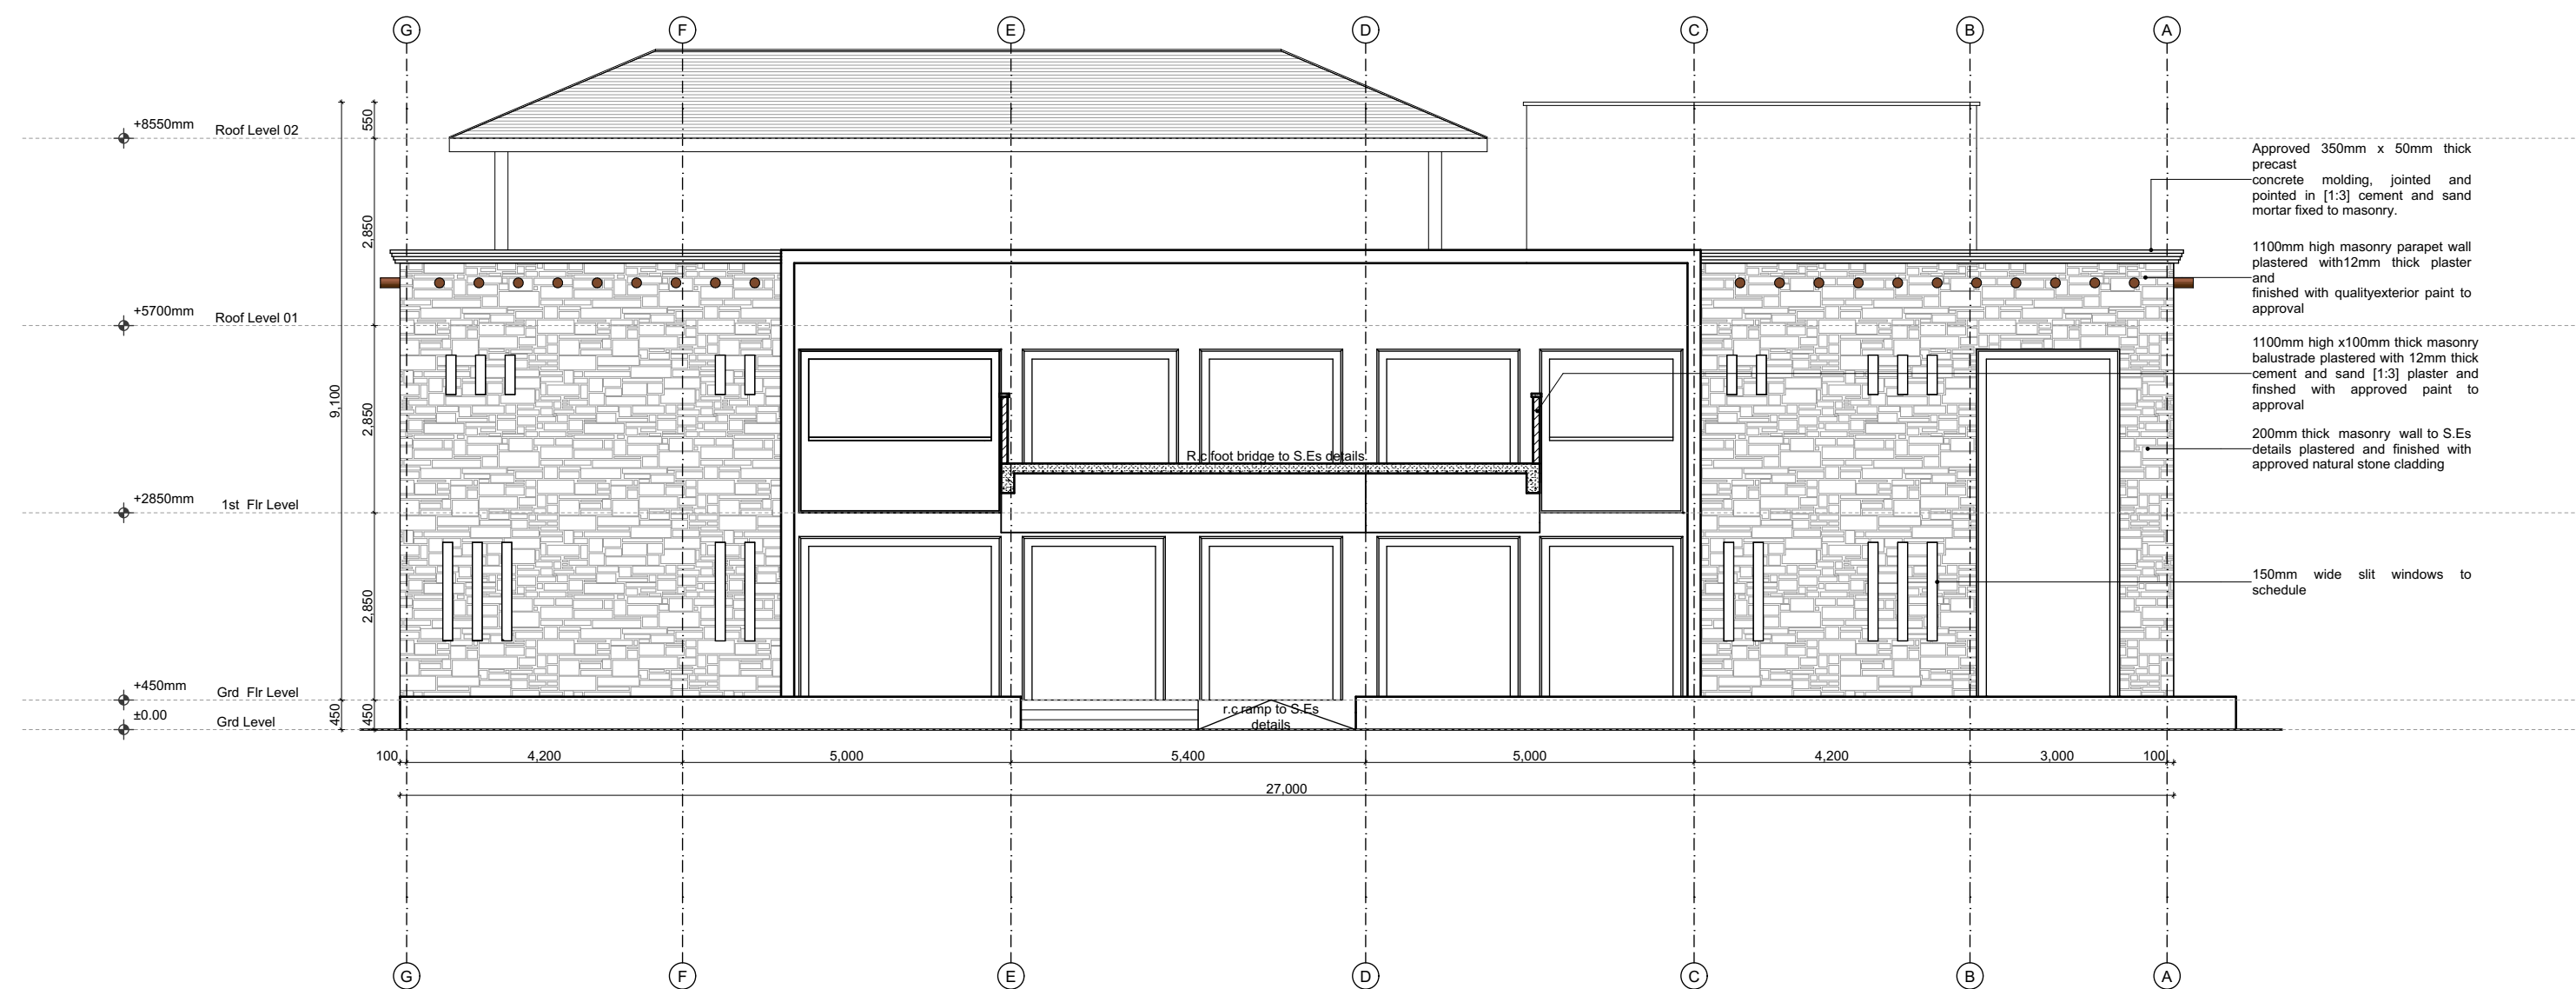 G F E D C B A
+8550mm Roof Level 02
550
Approved 350mm x 50mm thick
precast
concrete molding, jointed and
pointed in [1:3] cement and sand
mortar fixed to masonry.
2,850
1100mm high masonry parapet wall
plastered with12mm thick plaster
and
finished with qualityexterior paint to
approval
+5700mm Roof Level 01
1100mm high x100mm thick masonry
balustrade plastered with 12mm thick
cement and sand [1:3] plaster and
finshed with approved paint to
approval
9,100
2,850
200mm thick masonry wall to S.Es
details plastered and finished with
approved natural stone cladding
R.c foot bridge to S.Es details
+2850mm 1st Flr Level
150mm wide slit windows to
schedule
2,850
+450mm Grd Flr Level
±0.00 Grd Level
450 450
r.c ramp to S.Es
details
100 4,200 5,000 5,400 5,000 4,200 3,000 100
27,000
G F E D C B A